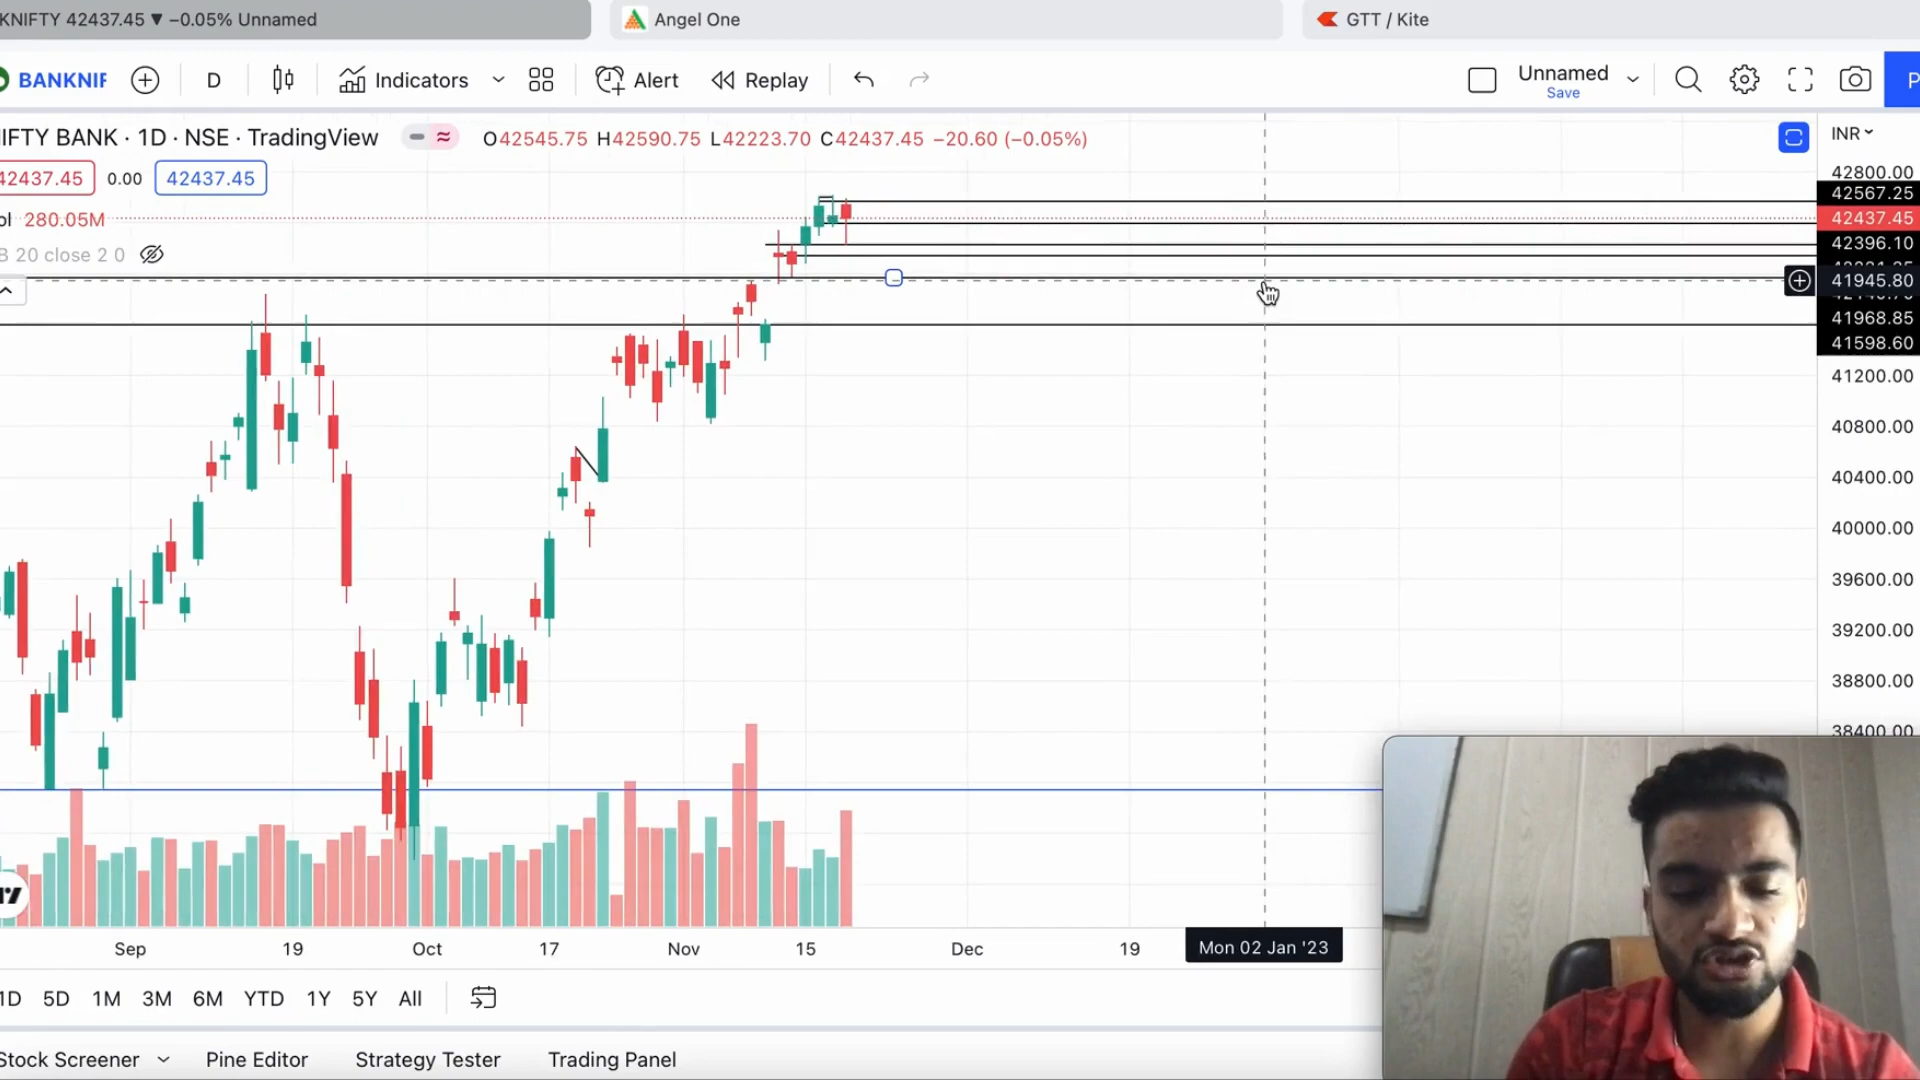 KNIFTY 42437.45 ▼ −0.05% Unnamed
Angel One
GTT / Kite
BANKNIF
D
Indicators
Alert
Replay
Unnamed
Save
P
IFTY BANK · 1D · NSE · TradingView
O42545.75 H42590.75 L42223.70 C42437.45 −20.60 (−0.05%)
INR
42437.45
0.00
42437.45
ol 280.05M
B 20 close 2 0
42800.00
42567.25
42437.45
42396.10
41945.80
41968.85
41598.60
41200.00
40800.00
40400.00
40000.00
39600.00
39200.00
38800.00
38400.00
Sep
19
Oct
17
Nov
15
Dec
19
Mon 02 Jan '23
1D
5D
1M
3M
6M
YTD
1Y
5Y
All
Stock Screener
Pine Editor
Strategy Tester
Trading Panel